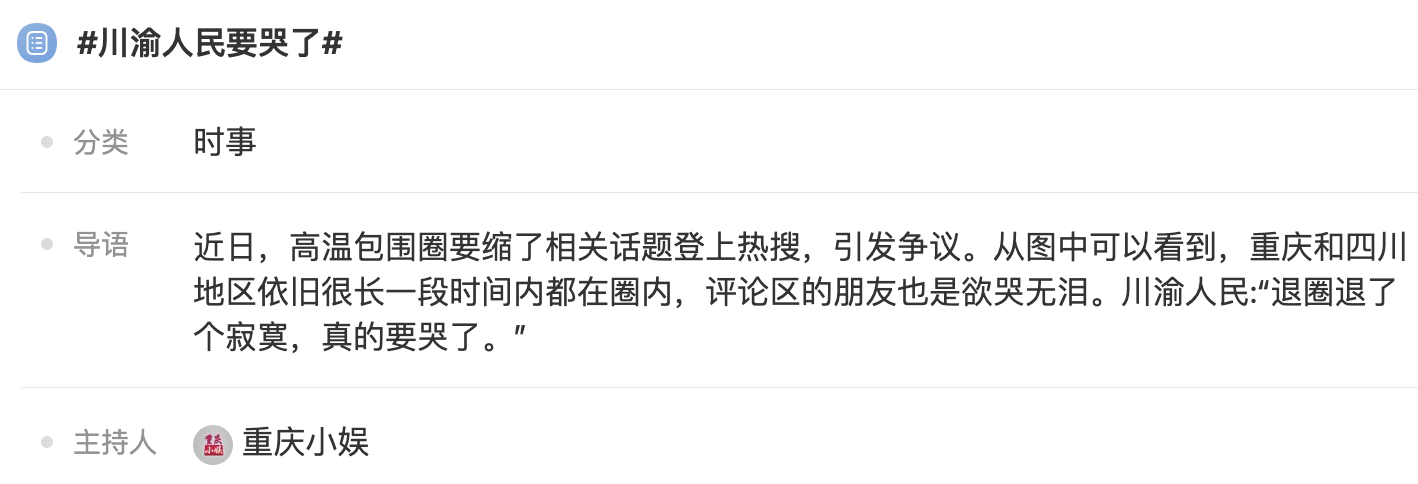 #川渝人民要哭了#
分类 时事
导语 近日，高温包围圈要缩了相关话题登上热搜，引发争议。从图中可以看到，重庆和四川
地区依旧很长一段时间内都在圈内，评论区的朋友也是欲哭无泪。川渝人民:“退圈退了
个寂寞，真的要哭了。”
主持人 重庆小娱 重庆小娱